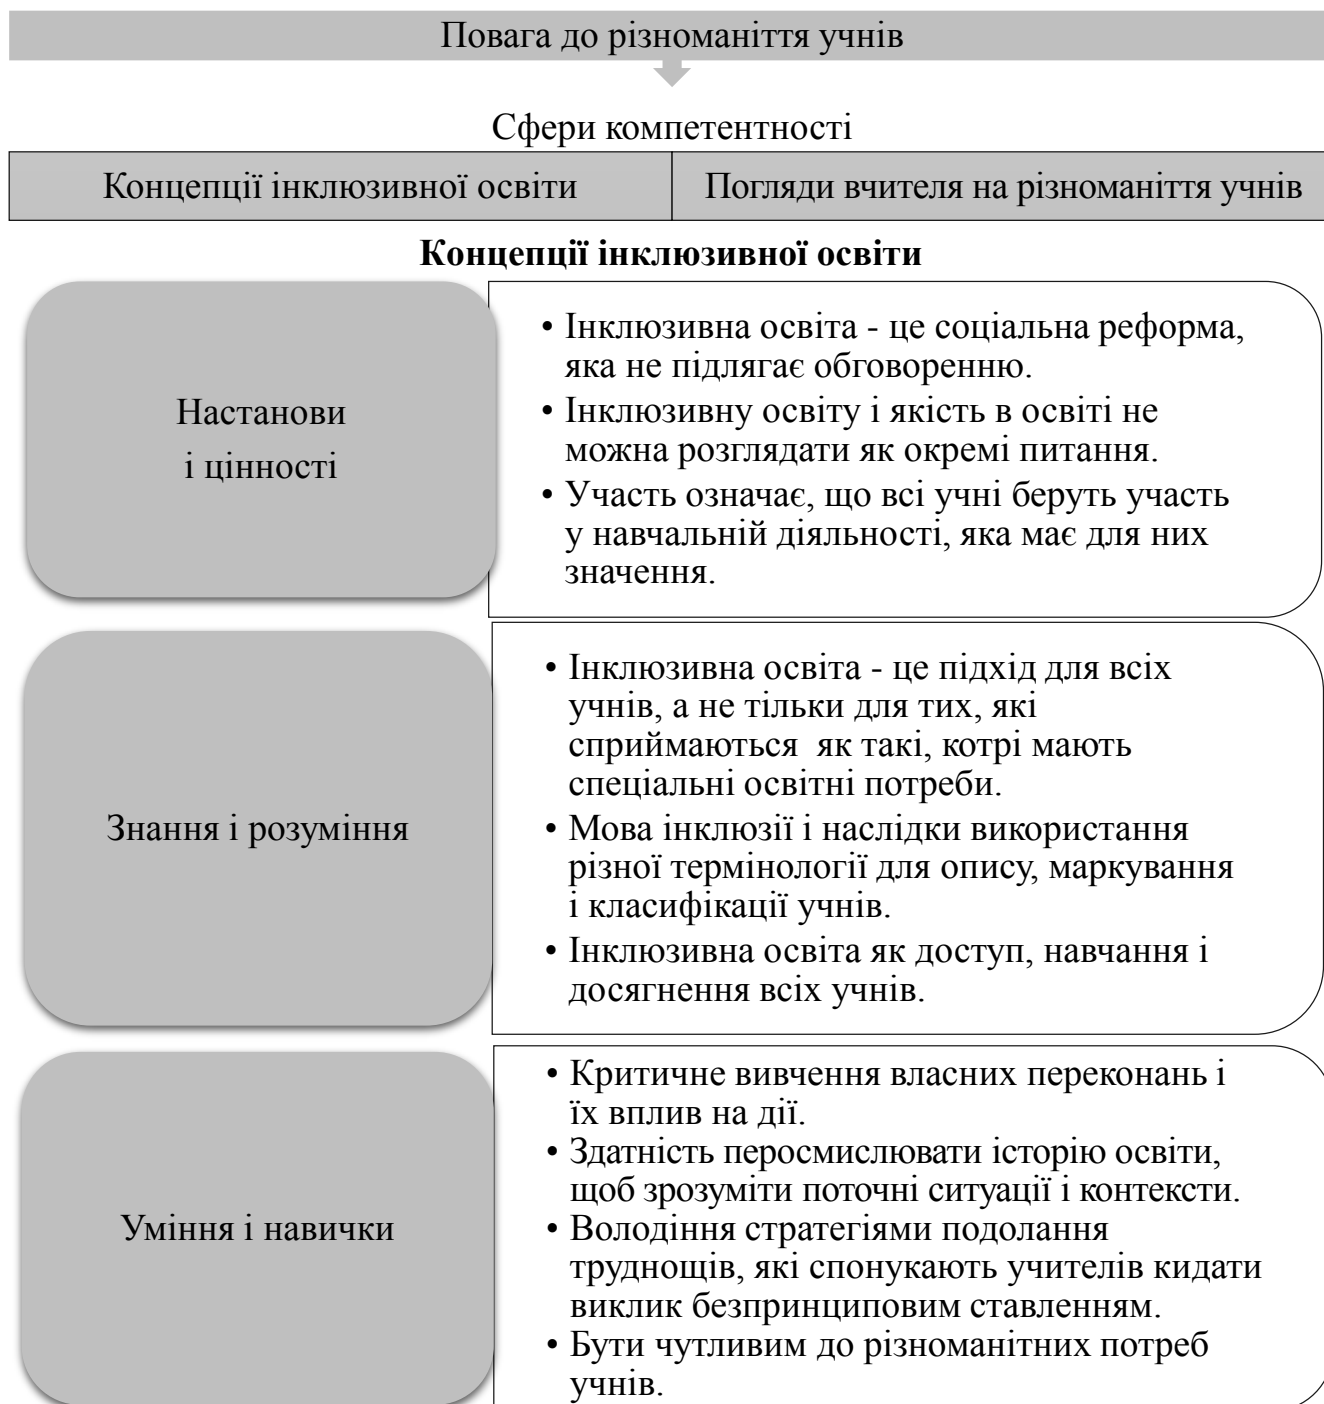 Повага до різноманіття учнів
Сфери компетентності
Концепції інклюзивної освіти
Погляди вчителя на різноманіття учнів
Концепції інклюзивної освіти
Настанови
і цінності
• Інклюзивна освіта - це соціальна реформа,
яка не підлягає обговоренню.
• Інклюзивну освіту і якість в освіті не
можна розглядати як окремі питання.
• Участь означає, що всі учні беруть участь
у навчальній діяльності, яка має для них
значення.
Знання і розуміння
• Інклюзивна освіта - це підхід для всіх
учнів, а не тільки для тих, які
сприймаються як такі, котрі мають
спеціальні освітні потреби.
• Мова інклюзії і наслідки використання
різної термінології для опису, маркування
і класифікації учнів.
• Інклюзивна освіта як доступ, навчання і
досягнення всіх учнів.
Уміння і навички
• Критичне вивчення власних переконань і
їх вплив на дії.
• Здатність перосмислювати історію освіти,
щоб зрозуміти поточні ситуації і контексти.
• Володіння стратегіями подолання
труднощів, які спонукають учителів кидати
виклик безпринциповим ставленням.
• Бути чутливим до різноманітних потреб
учнів.